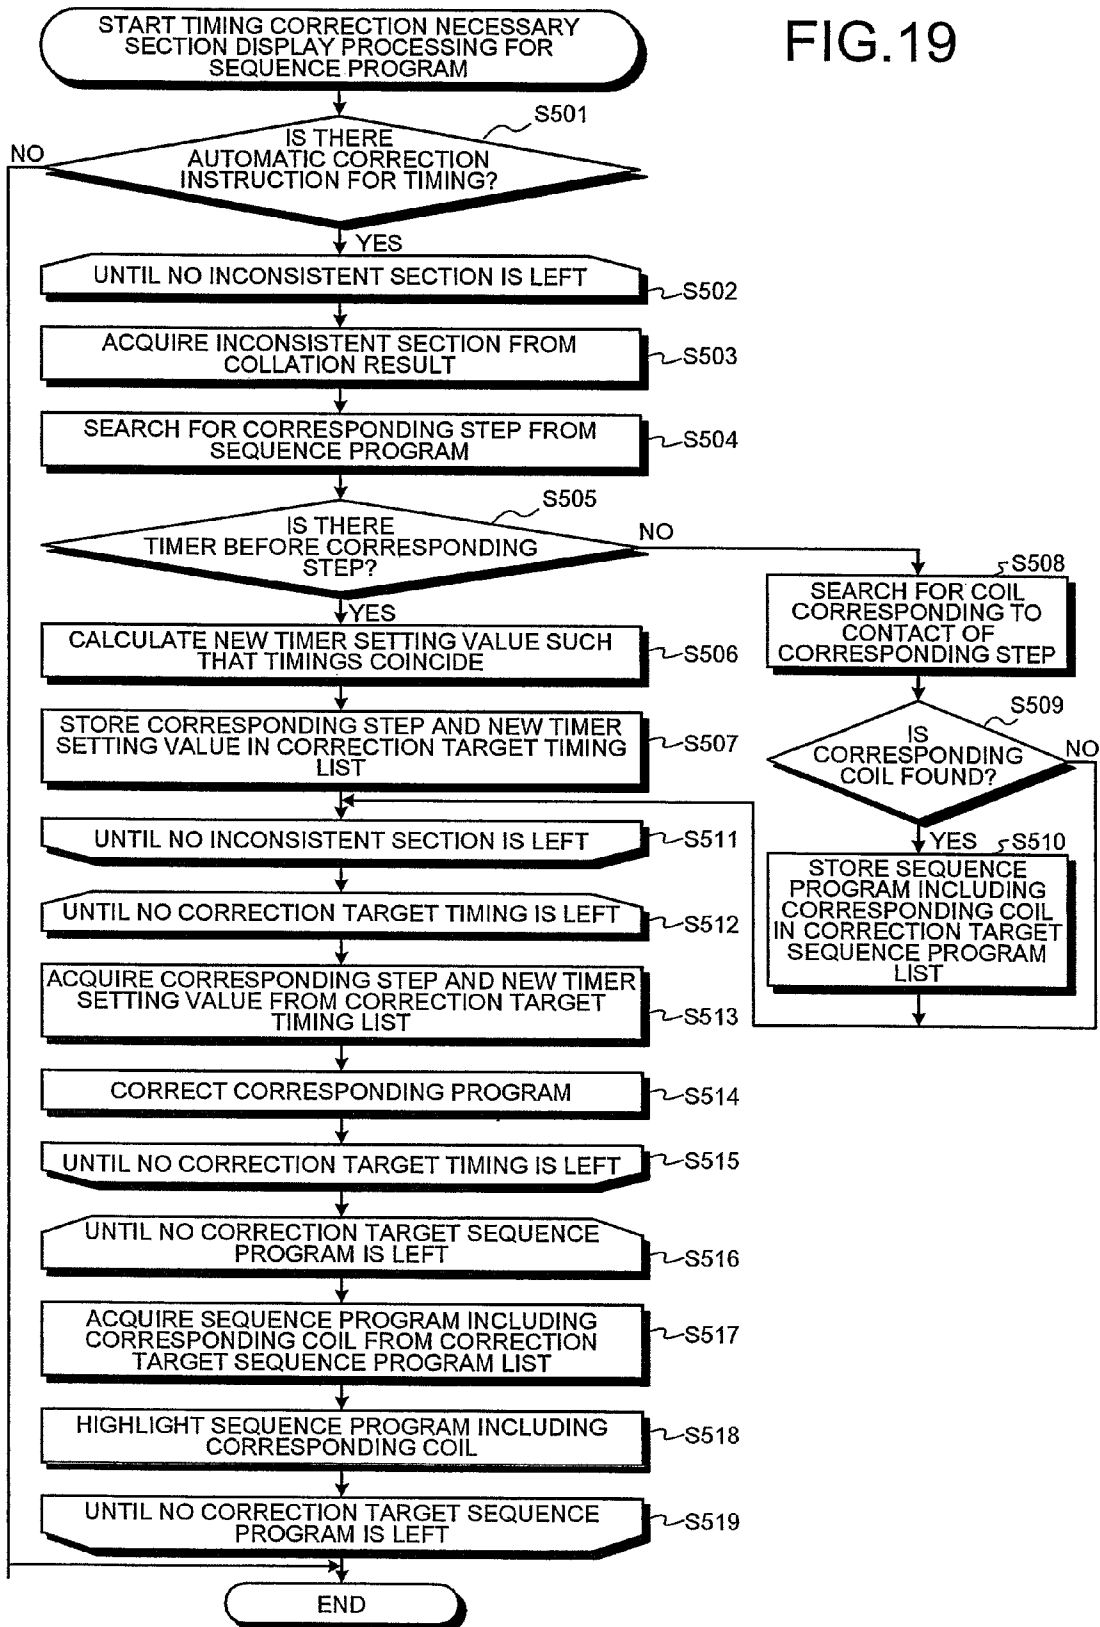 FIG.19
START TIMING CORRECTION NECESSARY
SECTION DISPLAY PROCESSING FOR
SEQUENCE PROGRAM
S501
IS THERE
AUTOMATIC CORRECTION
INSTRUCTION FOR TIMING?
NO
YES
UNTIL NO INCONSISTENT SECTION IS LEFT
S502
ACQUIRE INCONSISTENT SECTION FROM
COLLATION RESULT
S503
SEARCH FOR CORRESPONDING STEP FROM
SEQUENCE PROGRAM
S504
S505
IS THERE
TIMER BEFORE CORRESPONDING
STEP?
NO
YES
CALCULATE NEW TIMER SETTING VALUE SUCH
THAT TIMINGS COINCIDE
S506
STORE CORRESPONDING STEP AND NEW TIMER
SETTING VALUE IN CORRECTION TARGET TIMING
LIST
S507
S508
SEARCH FOR COIL
CORRESPONDING TO
CONTACT OF
CORRESPONDING STEP
S509
IS
CORRESPONDING
COIL FOUND?
NO
YES
S510
STORE SEQUENCE
PROGRAM INCLUDING
CORRESPONDING COIL
IN CORRECTION TARGET
SEQUENCE PROGRAM
LIST
UNTIL NO INCONSISTENT SECTION IS LEFT
S511
UNTIL NO CORRECTION TARGET TIMING IS LEFT
S512
ACQUIRE CORRESPONDING STEP AND NEW TIMER
SETTING VALUE FROM CORRECTION TARGET
TIMING LIST
S513
CORRECT CORRESPONDING PROGRAM
S514
UNTIL NO CORRECTION TARGET TIMING IS LEFT
S515
UNTIL NO CORRECTION TARGET SEQUENCE
PROGRAM IS LEFT
S516
ACQUIRE SEQUENCE PROGRAM INCLUDING
CORRESPONDING COIL FROM CORRECTION
TARGET SEQUENCE PROGRAM LIST
S517
HIGHLIGHT SEQUENCE PROGRAM INCLUDING
CORRESPONDING COIL
S518
UNTIL NO CORRECTION TARGET SEQUENCE
PROGRAM IS LEFT
S519
END